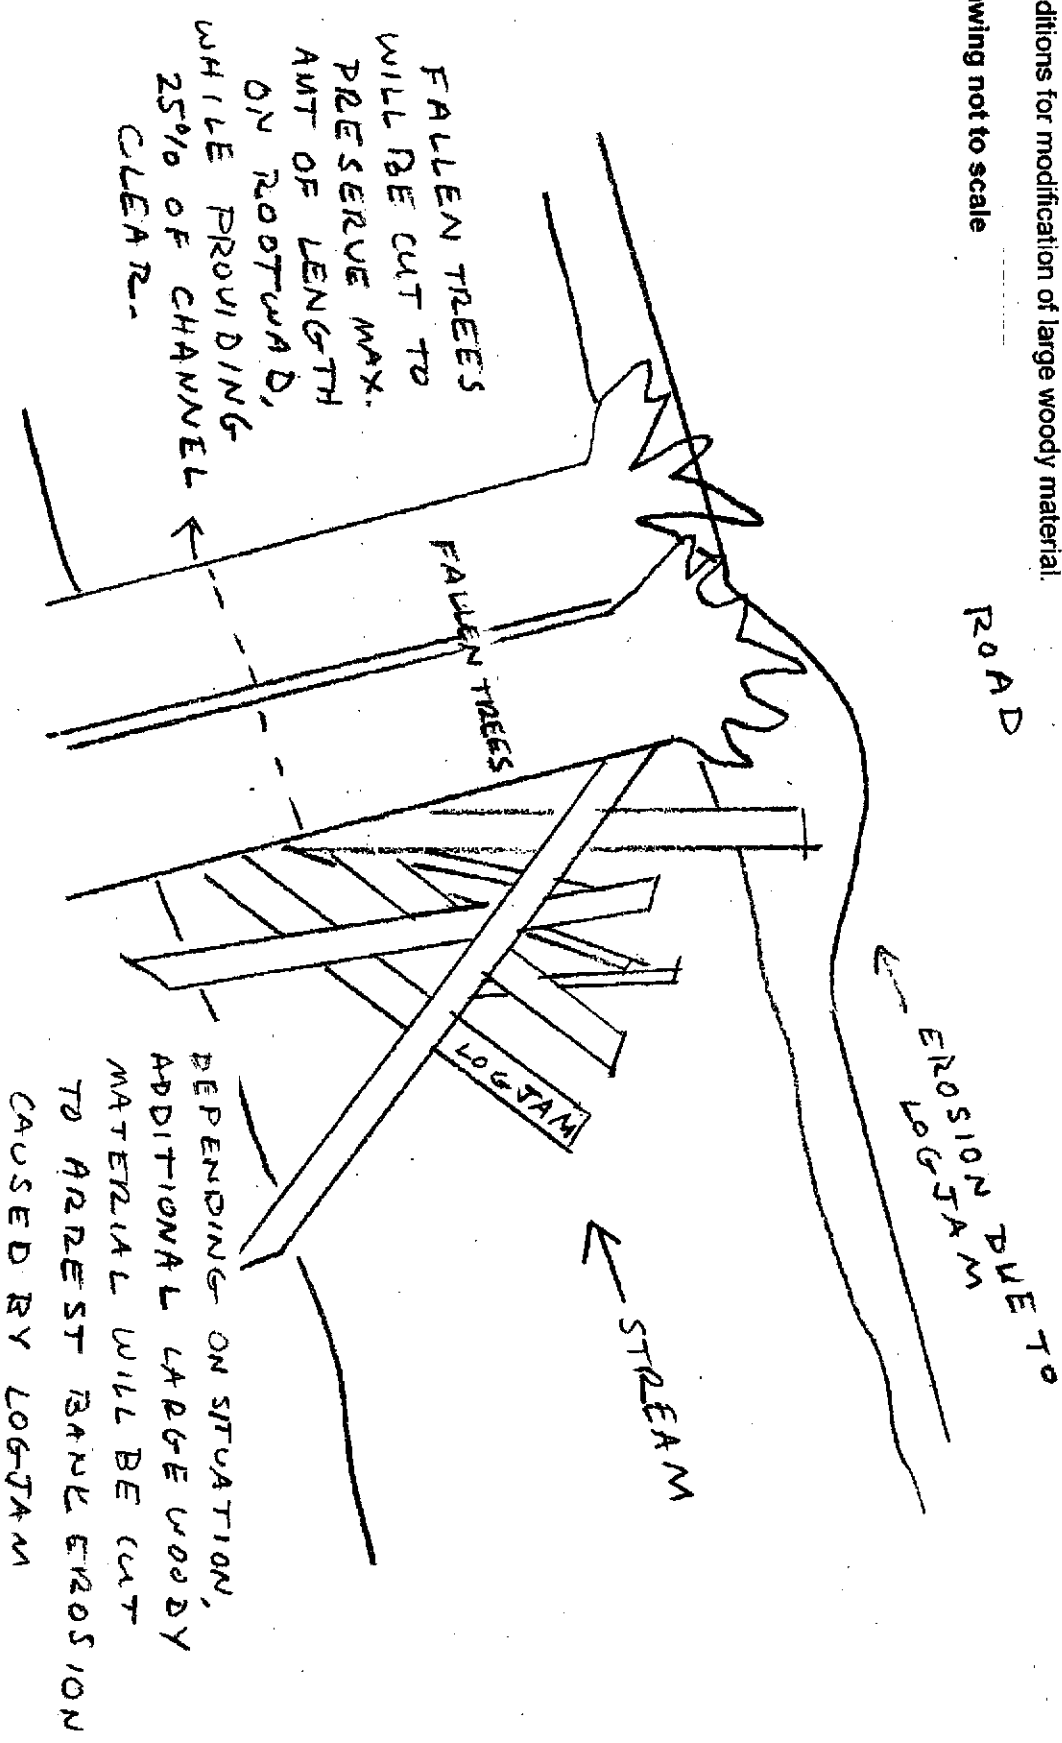 ditions for modification of large woody material.
wing not to scale
ROAD
← EROSION DUE TO
LOGJAM
← STREAM
FALLEN TREES
WILL BE CUT TO
PRESERVE MAX.
AMT OF LENGTH
ON ROOTWAD,
WHILE PROVIDING
25% OF CHANNEL
CLEAR.
FALLEN TREES
LOGJAM
DEPENDING ON SITUATION,
ADDITIONAL LARGE WOODY
MATERIAL WILL BE CUT
TO ARREST BANK EROSION
CAUSED BY LOGJAM